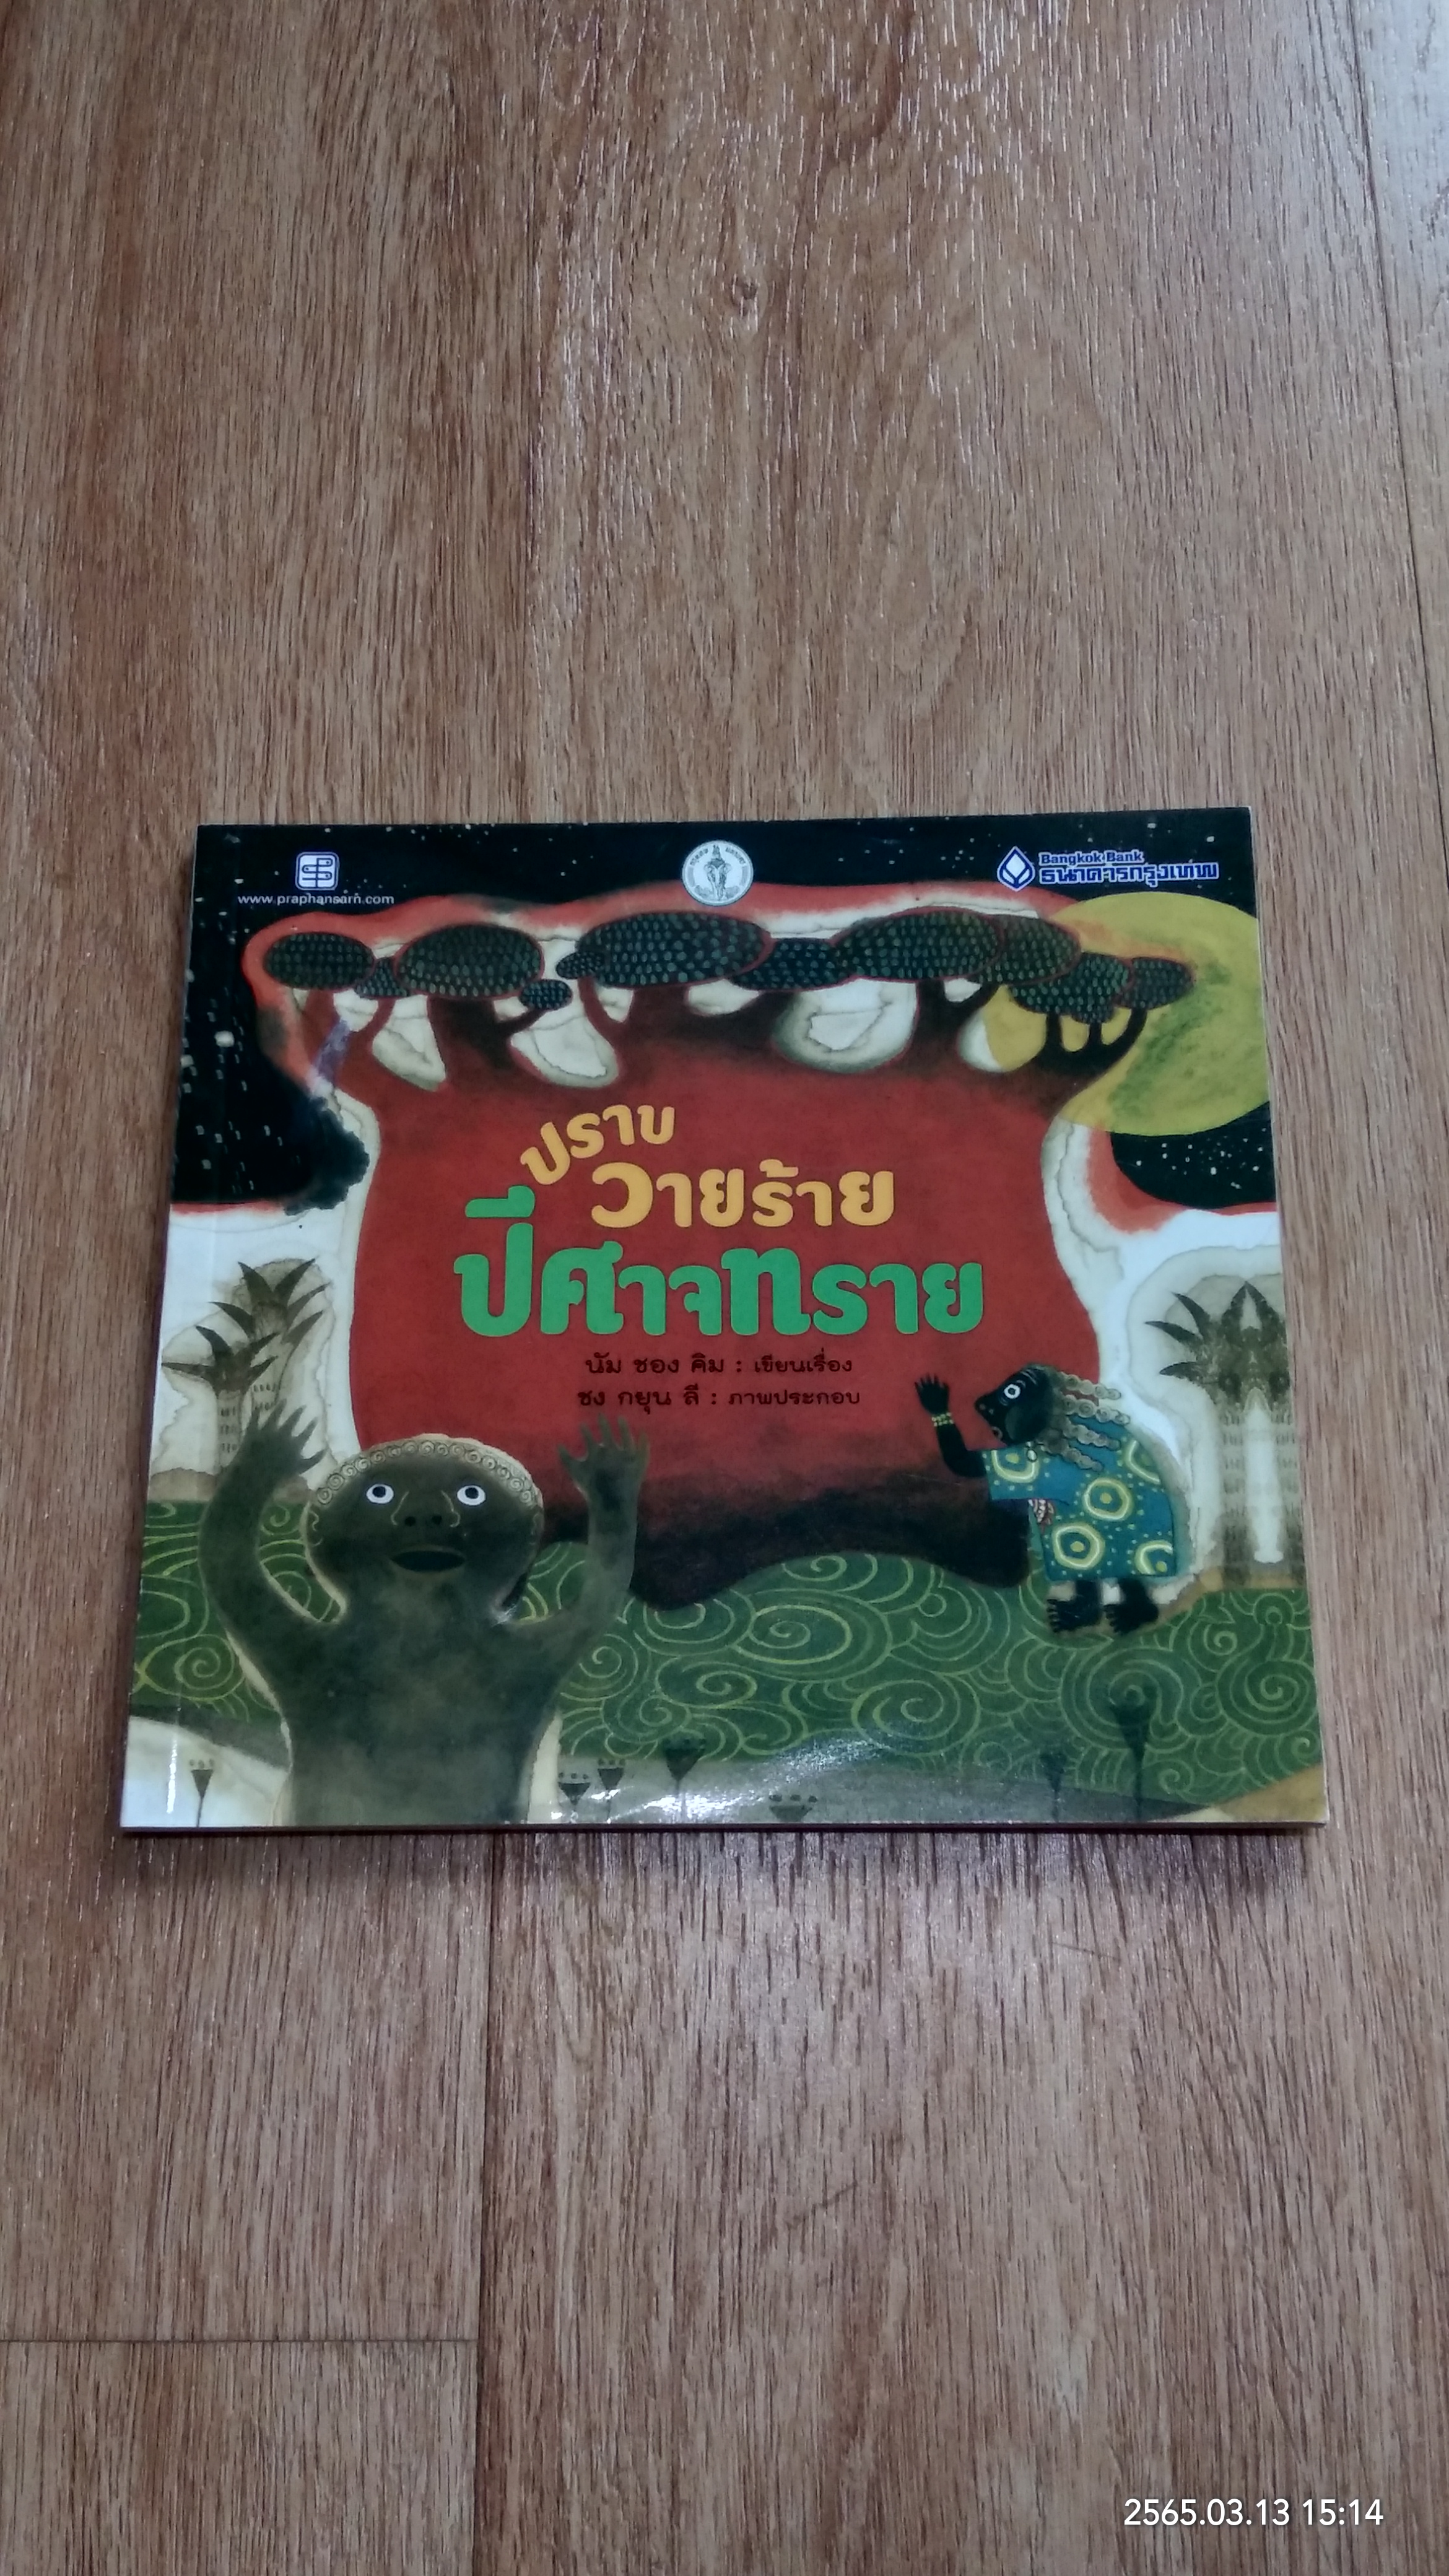 www.praphansarn.com
Bangkok Bank
ธนาคารกรุงเทพ
ปราบ
วายร้าย
ปีศาจทราย
นัม ซอง คิม : เขียนเรื่อง
ซง กยุน ลี : ภาพประกอบ
2565.03.13 15:14